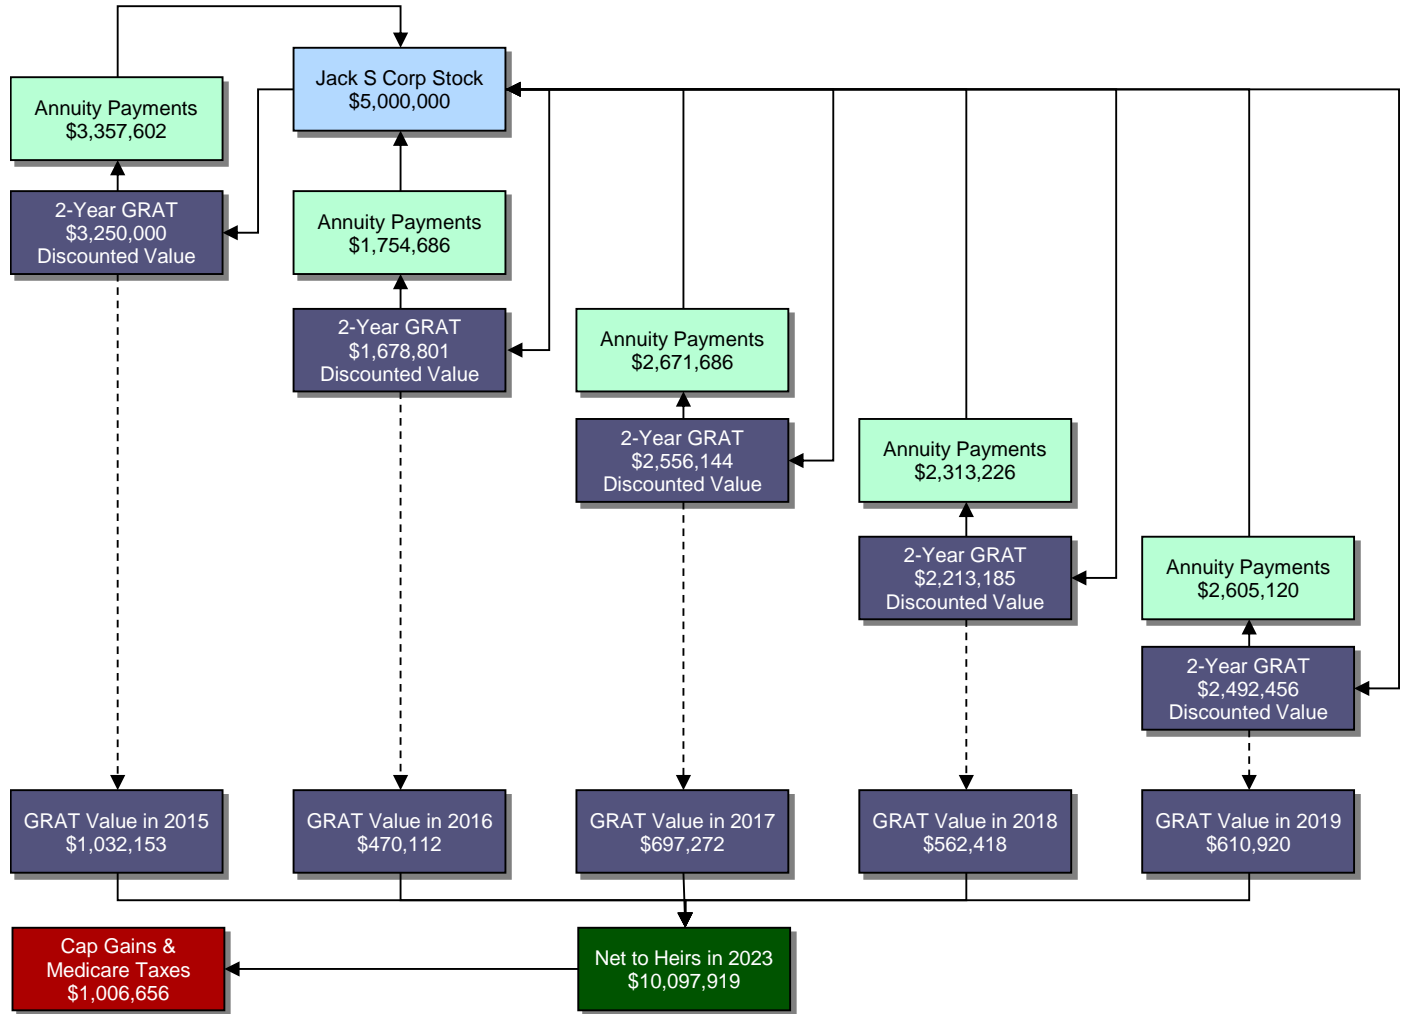 Jack S Corp Stock
$5,000,000
Annuity Payments
$3,357,602
2-Year GRAT
$3,250,000
Discounted Value
Annuity Payments
$1,754,686
2-Year GRAT
$1,678,801
Discounted Value
Annuity Payments
$2,671,686
2-Year GRAT
$2,556,144
Discounted Value
Annuity Payments
$2,313,226
2-Year GRAT
$2,213,185
Discounted Value
Annuity Payments
$2,605,120
2-Year GRAT
$2,492,456
Discounted Value
GRAT Value in 2015
$1,032,153
GRAT Value in 2016
$470,112
GRAT Value in 2017
$697,272
GRAT Value in 2018
$562,418
GRAT Value in 2019
$610,920
Cap Gains &
Medicare Taxes
$1,006,656
Net to Heirs in 2023
$10,097,919